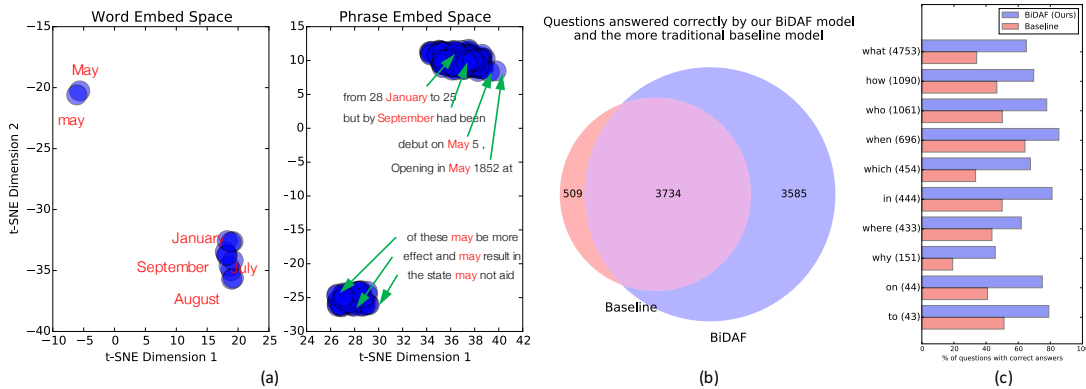 Word Embed Space
t-SNE Dimension 2
−15
−20
−25
−30
−35
−40
May
may
January
September
July
August
−10
−5
0
5
10
15
20
25
t-SNE Dimension 1
Phrase Embed Space
15
10
5
0
−5
−10
−15
−20
−25
−30
from 28 January to 25
but by September had been
debut on May 5 ,
Opening in May 1852 at
of these may be more
effect and may result in
the state may not aid
26 28 30 32 34 36 38 40 42
t-SNE Dimension 1
(a)
Questions answered correctly by our BiDAF model
and the more traditional baseline model
509
3734
3585
Baseline
BiDAF
(b)
BiDAF (Ours)
Baseline
what (4753)
how (1090)
who (1061)
when (696)
which (454)
in (444)
where (433)
why (151)
on (44)
to (43)
0 20 40 60 80 100
% of questions with correct answers
(c)